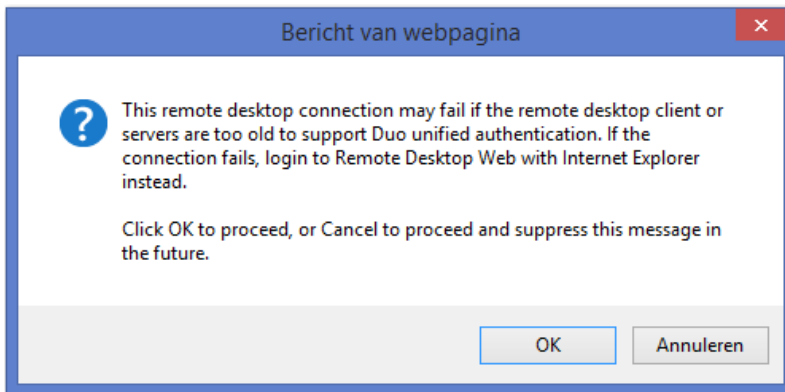 Bericht van webpagina
This remote desktop connection may fail if the remote desktop client or
servers are too old to support Duo unified authentication. If the
connection fails, login to Remote Desktop Web with Internet Explorer
instead.
Click OK to proceed, or Cancel to proceed and suppress this message in
the future.
OK
Annuleren